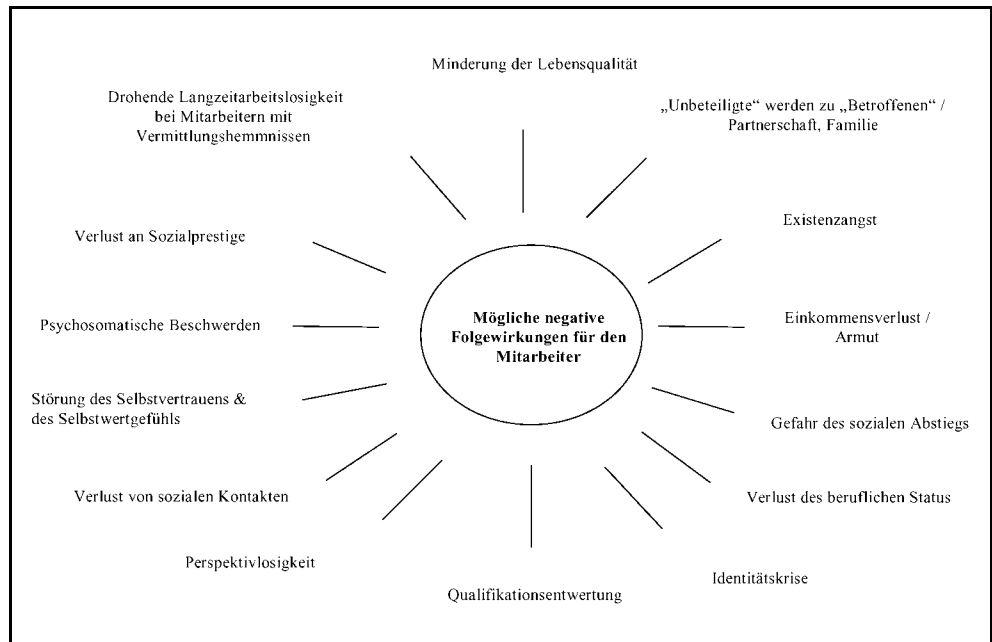 Minderung der Lebensqualität
Drohende Langzeitarbeitslosigkeit
bei Mitarbeitern mit
Vermittlungshemmnissen
„Unbeteiligte“ werden zu „Betroffenen“ /
Partnerschaft, Familie
Verlust an Sozialprestige
Existenzangst
Psychosomatische Beschwerden
Mögliche negative
Folgewirkungen für den
Mitarbeiter
Einkommensverlust /
Armut
Störung des Selbstvertrauens &
des Selbstwertgefühls
Gefahr des sozialen Abstiegs
Verlust von sozialen Kontakten
Verlust des beruflichen Status
Perspektivlosigkeit
Identitätskrise
Qualifikationsentwertung